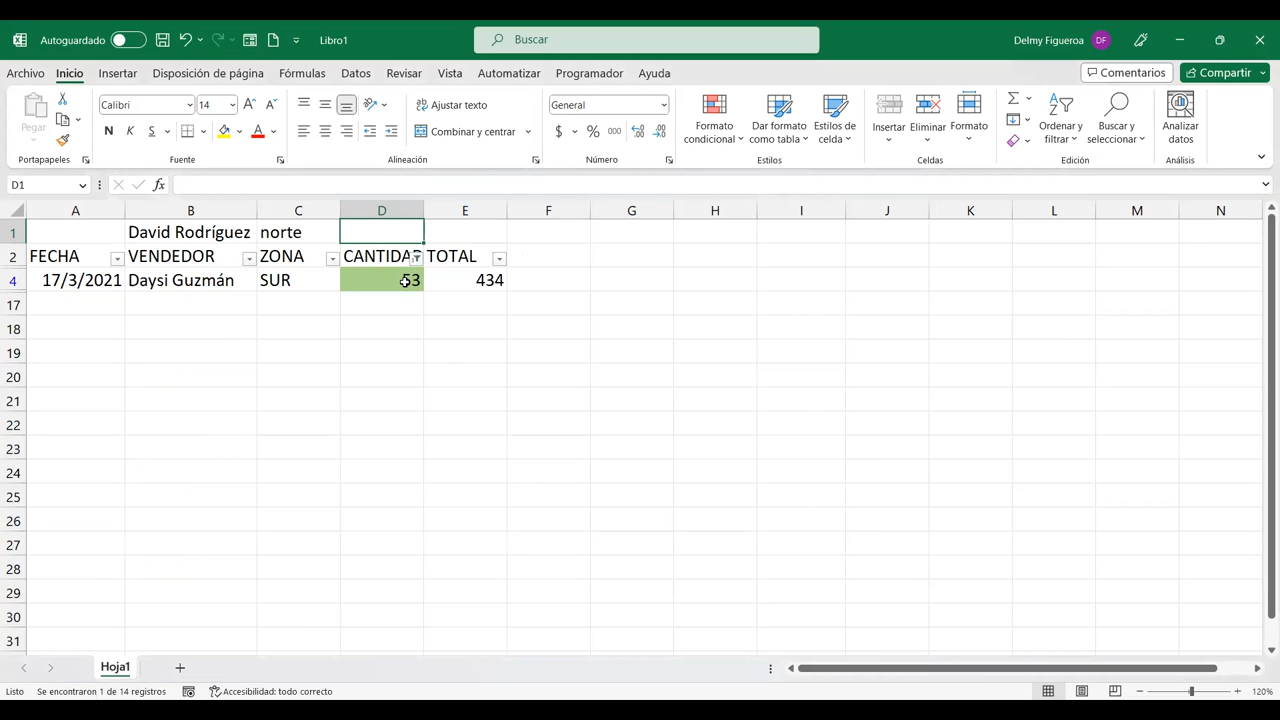 Autoguardado
Libro1
Buscar
Delmy Figueroa DF
Archivo Inicio Insertar Disposición de página Fórmulas Datos Revisar Vista Automatizar Programador Ayuda Comentarios Compartir
Pegar
Calibri 14
N K S
Ajustar texto
Combinar y centrar
General
$ % 000
Formato condicional
Dar formato como tabla
Estilos de celda
Insertar
Eliminar
Formato
Ordenar y filtrar
Buscar y seleccionar
Analizar datos
Portapapeles Fuente Alineación Número Estilos Celdas Edición Análisis
D1 fx
A B C D E F G H I J K L M N
1 David Rodríguez norte
2 FECHA VENDEDOR ZONA CANTIDAD TOTAL
4 17/3/2021 Daysi Guzmán SUR 53 434
17
18
19
20
21
22
23
24
25
26
27
28
29
30
31
Hoja1
Listo Se encontraron 1 de 14 registros Accesibilidad: todo correcto 120%